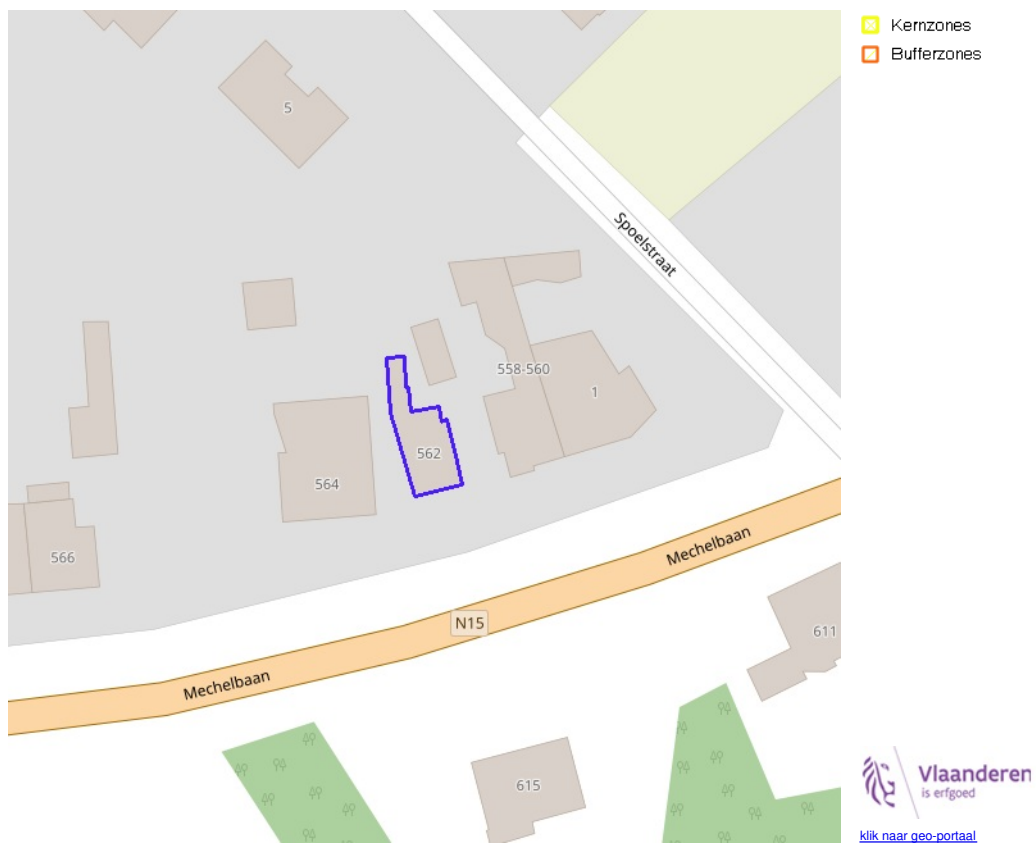 Kernzones
Bufferzones
5
Spoelstraat
558-560
1
562
564
566
Mechelbaan
N15
611
Mechelbaan
615
Vlaanderen
is erfgoed
klik naar geo-portaal